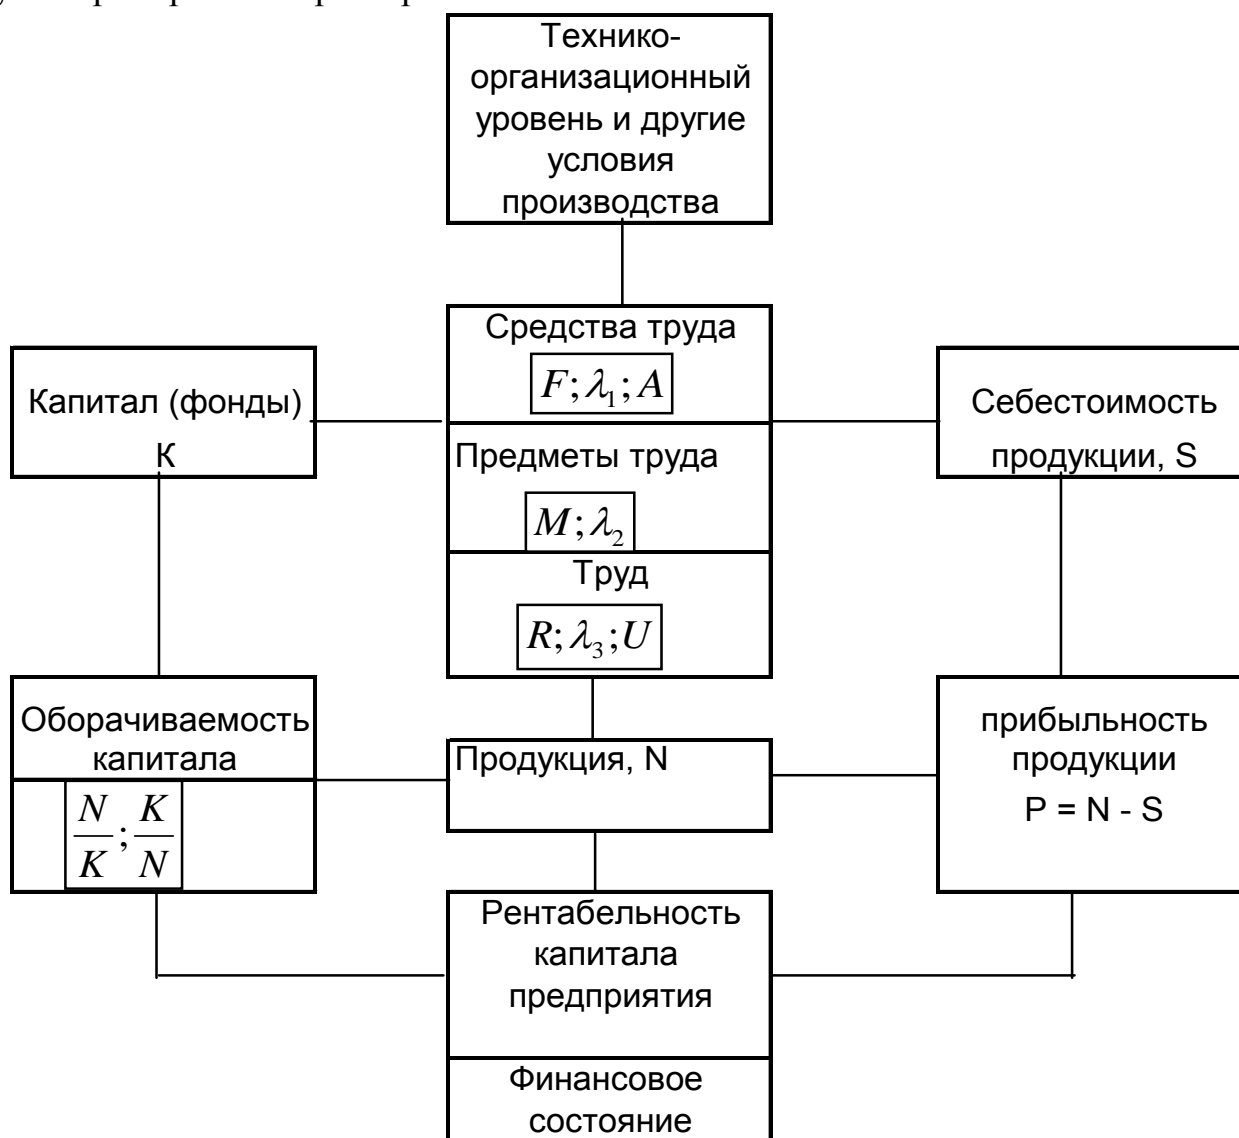 Технико-
организационный
уровень и другие
условия
производства
Средства труда
F; λ₁; A
Капитал (фонды)
К
Себестоимость
продукции, S
Предметы труда
M; λ₂
Труд
R; λ₃; U
Оборачиваемость
капитала
N/K ; K/N
Продукция, N
прибыльность
продукции
P = N - S
Рентабельность
капитала
предприятия
Финансовое
состояние